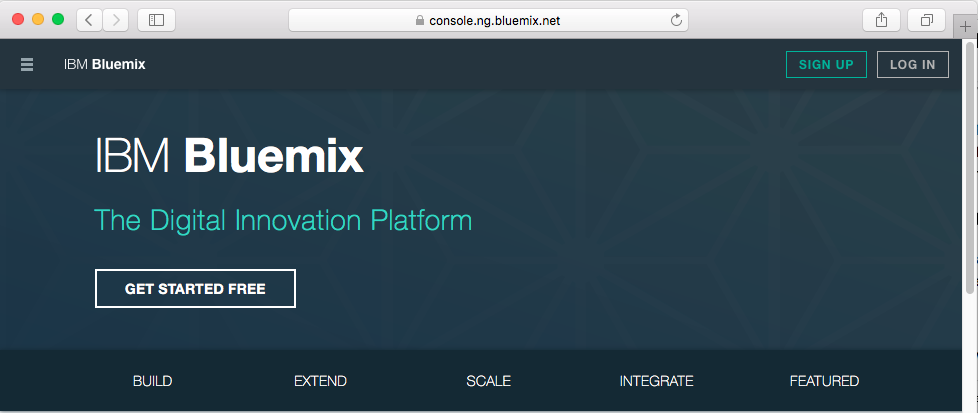 console.ng.bluemix.net
IBM Bluemix
SIGN UP
LOG IN
IBM Bluemix
The Digital Innovation Platform
GET STARTED FREE
BUILD
EXTEND
SCALE
INTEGRATE
FEATURED